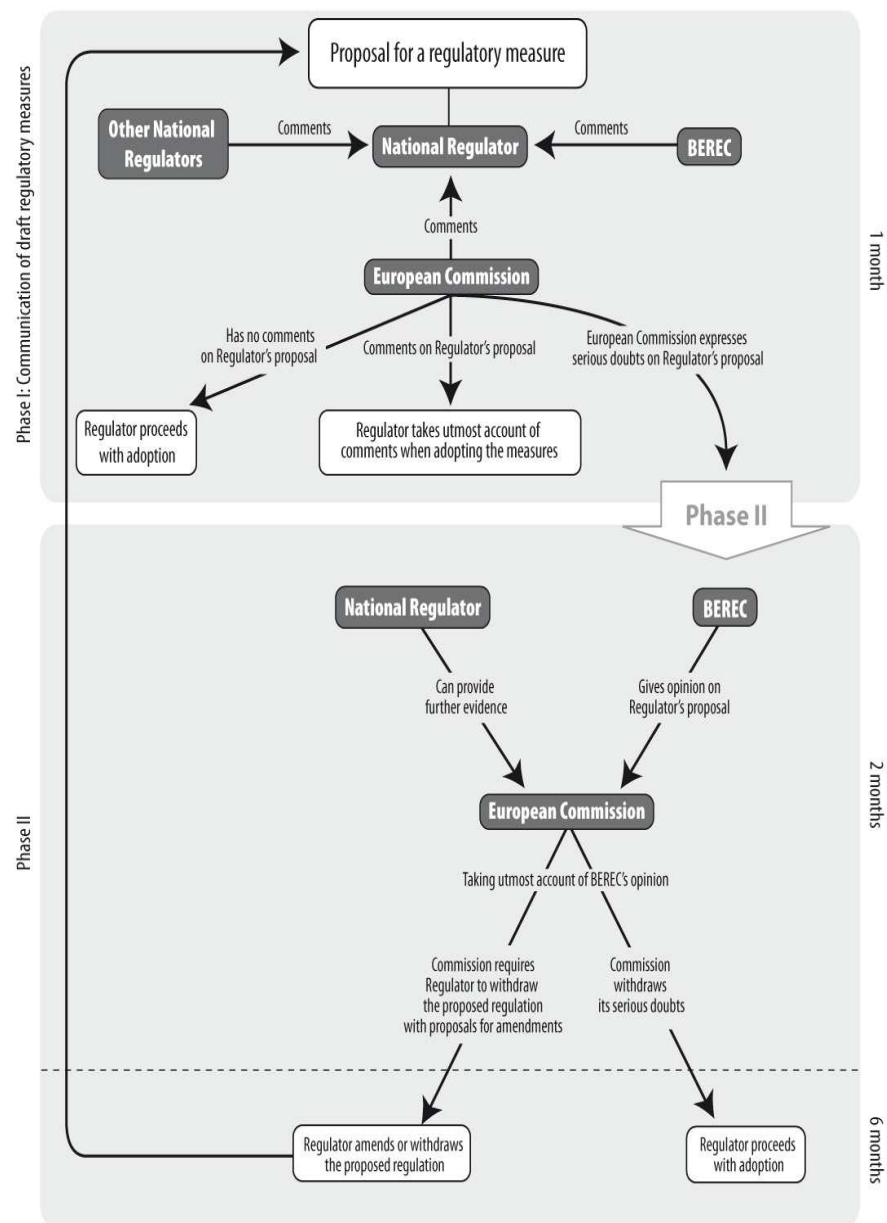 Phase I: Communication of draft regulatory measures
Proposal for a regulatory measure
Other National
Regulators
Comments
National Regulator
Comments
BEREC
Comments
European Commission
1 month
Has no comments
on Regulator's proposal
Comments on Regulator's proposal
European Commission expresses
serious doubts on Regulator's proposal
Regulator proceeds
with adoption
Regulator takes utmost account of
comments when adopting the measures
Phase II
Phase II
National Regulator
BEREC
Can provide
further evidence
Gives opinion on
Regulator's proposal
European Commission
2 months
Taking utmost account of BEREC's opinion
Commission requires
Regulator to withdraw
the proposed regulation
with proposals for amendments
Commission
withdraws
its serious doubts
Regulator amends or withdraws
the proposed regulation
Regulator proceeds
with adoption
6 months